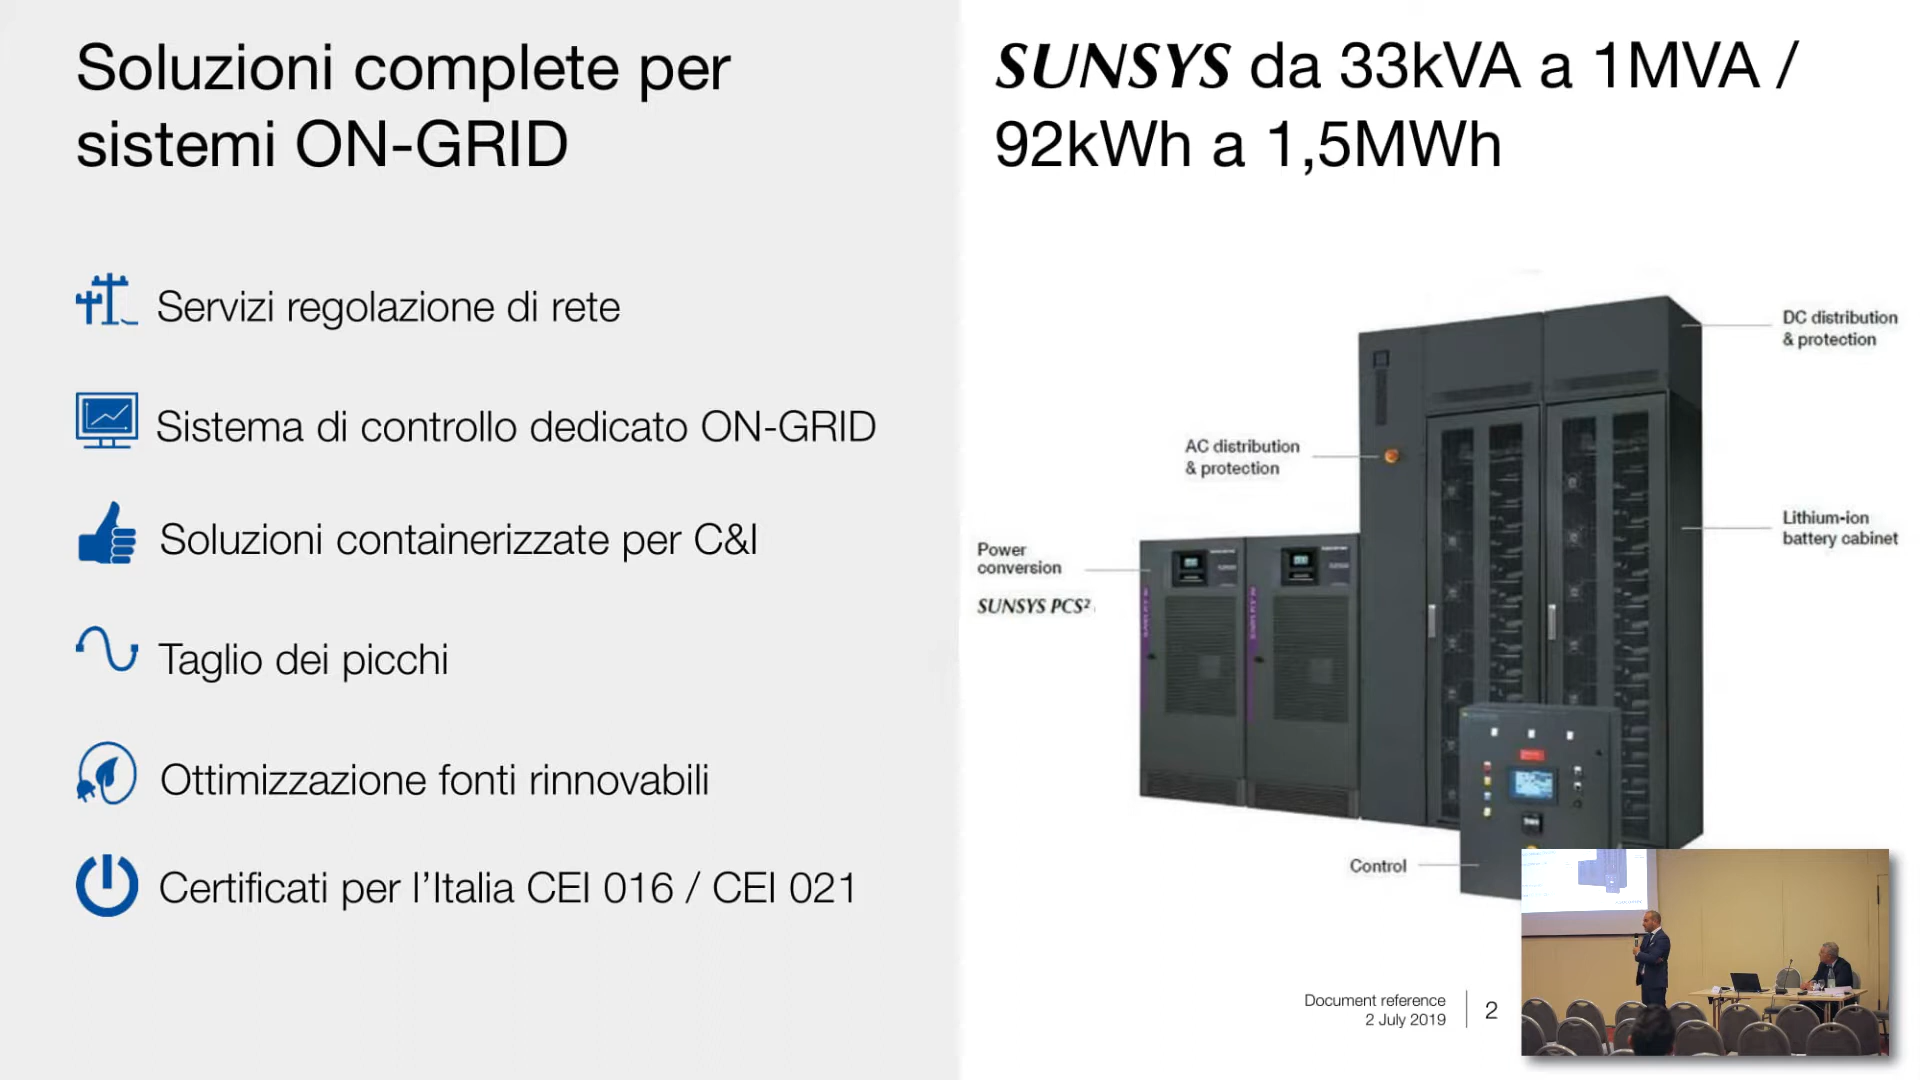 Soluzioni complete per
sistemi ON-GRID
Servizi regolazione di rete
Sistema di controllo dedicato ON-GRID
Soluzioni containerizzate per C&I
Taglio dei picchi
Ottimizzazione fonti rinnovabili
Certificati per l’Italia CEI 016 / CEI 021
SUNSYS da 33kVA a 1MVA /
92kWh a 1,5MWh
DC distribution
& protection
AC distribution
& protection
Lithium-ion
battery cabinet
Power
conversion
SUNSYS PCS²
Control
Document reference
2 July 2019
2